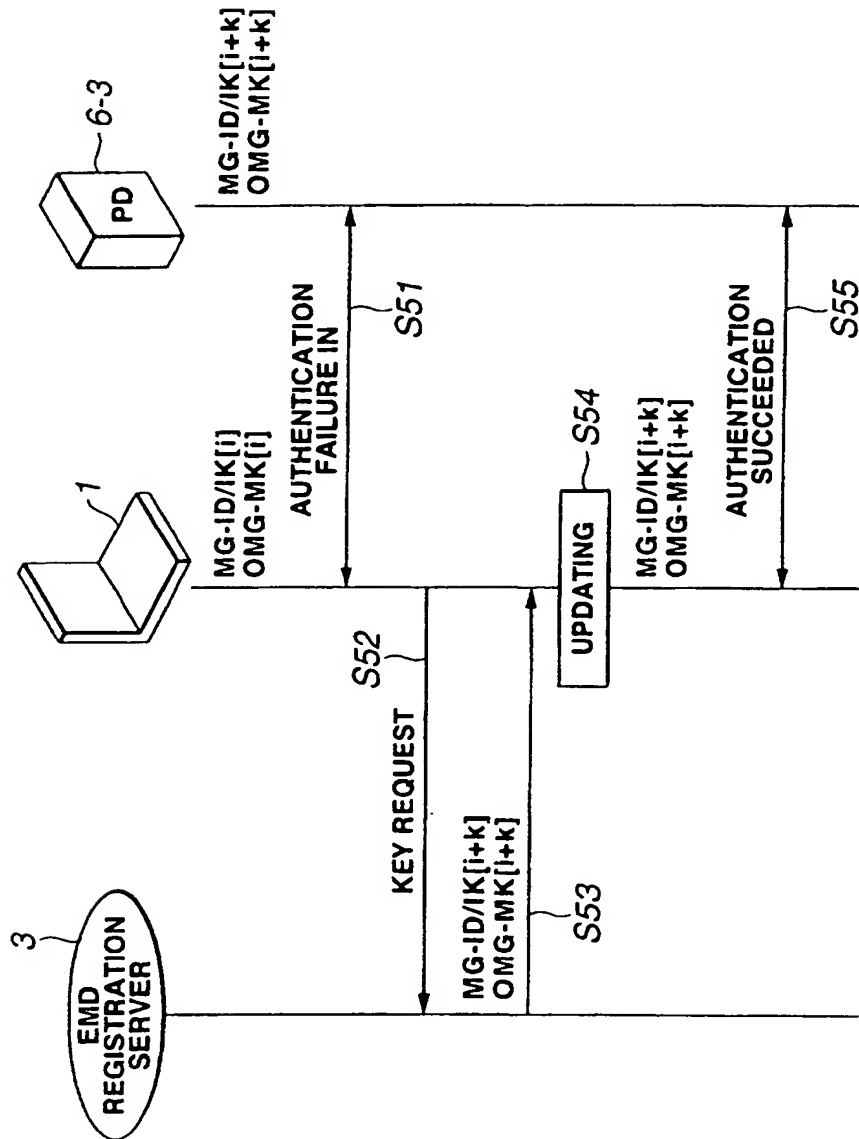 3
EMD
REGISTRATION
SERVER
1
6-3
PD
MG-ID/IK[i]
OMG-MK[i]
MG-ID/IK[i+k]
OMG-MK[i+k]
AUTHENTICATION
FAILURE IN
S51
S52
KEY REQUEST
MG-ID/IK[i+k]
OMG-MK[i+k]
S53
UPDATING
S54
MG-ID/IK[i+k]
OMG-MK[i+k]
AUTHENTICATION
SUCCEEDED
S55